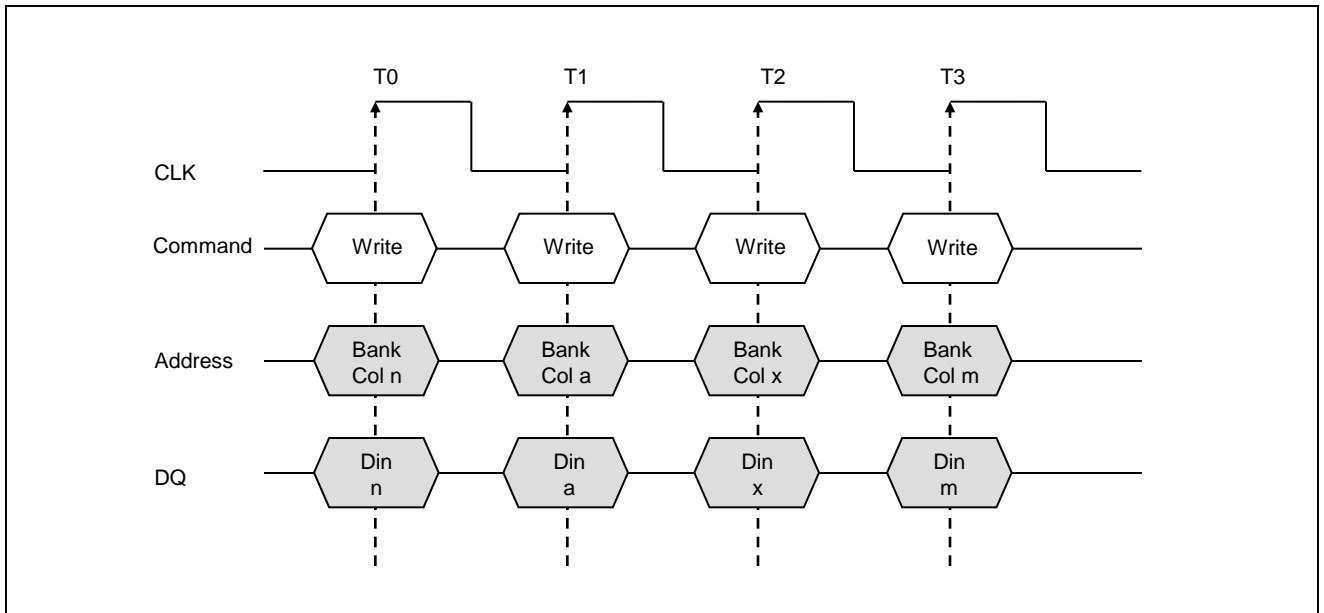 T0 T1 T2 T3
CLK
Command Write Write Write Write
Address Bank Bank Bank Bank
Col n Col a Col x Col m
DQ Din Din Din Din
n a x m